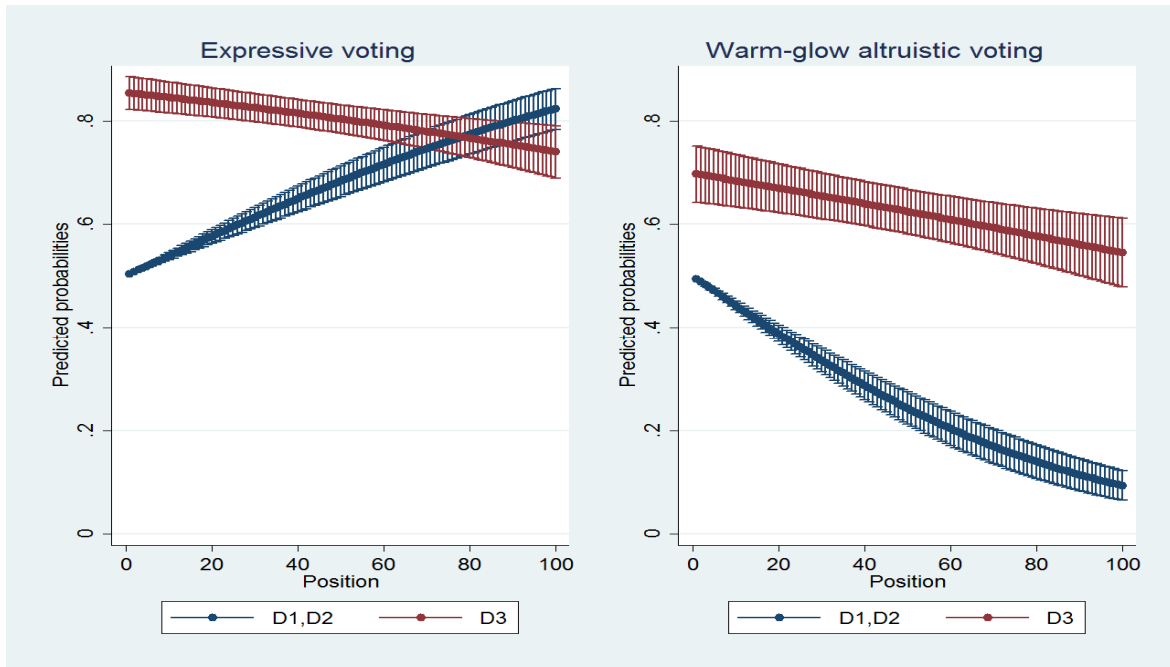 Expressive voting
Predicted probabilities
.8
.6
.4
.2
0
0 20 40 60 80 100
Position
D1,D2 D3
Warm-glow altruistic voting
Predicted probabilities
.8
.6
.4
.2
0
0 20 40 60 80 100
Position
D1,D2 D3